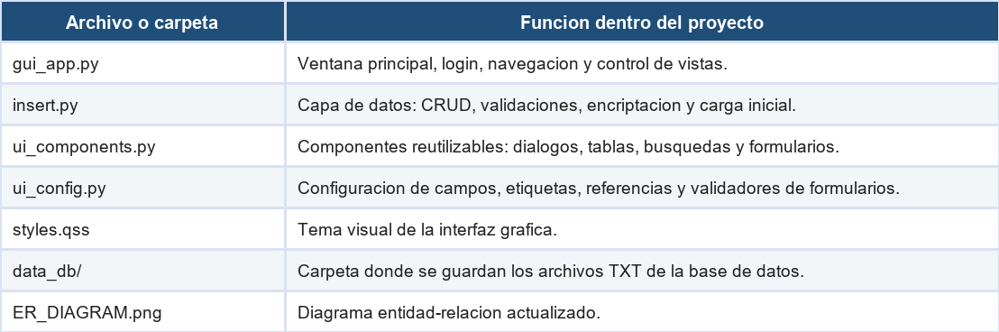 Archivo o carpeta Funcion dentro del proyecto
gui_app.py Ventana principal, login, navegacion y control de vistas.
insert.py Capa de datos: CRUD, validaciones, encriptacion y carga inicial.
ui_components.py Componentes reutilizables: dialogos, tablas, busquedas y formularios.
ui_config.py Configuracion de campos, etiquetas, referencias y validadores de formularios.
styles.qss Tema visual de la interfaz grafica.
data_db/ Carpeta donde se guardan los archivos TXT de la base de datos.
ER_DIAGRAM.png Diagrama entidad-relacion actualizado.